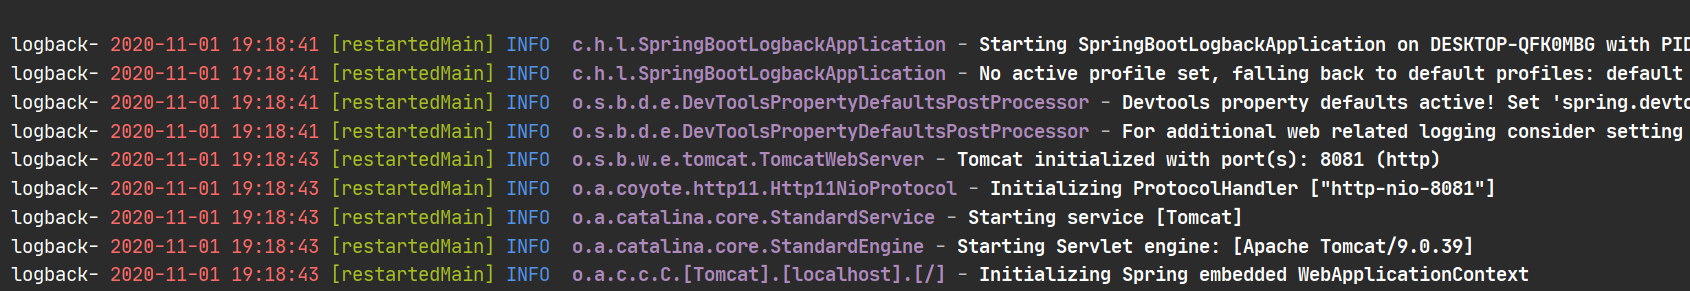 logback- 2020-11-01 19:18:41 [restartedMain] INFO  c.h.l.SpringBootLogbackApplication - Starting SpringBootLogbackApplication on DESKTOP-QFK0MBG with PID
logback- 2020-11-01 19:18:41 [restartedMain] INFO  c.h.l.SpringBootLogbackApplication - No active profile set, falling back to default profiles: default
logback- 2020-11-01 19:18:41 [restartedMain] INFO  o.s.b.d.e.DevToolsPropertyDefaultsPostProcessor - Devtools property defaults active! Set 'spring.devto
logback- 2020-11-01 19:18:41 [restartedMain] INFO  o.s.b.d.e.DevToolsPropertyDefaultsPostProcessor - For additional web related logging consider setting
logback- 2020-11-01 19:18:43 [restartedMain] INFO  o.s.b.w.e.tomcat.TomcatWebServer - Tomcat initialized with port(s): 8081 (http)
logback- 2020-11-01 19:18:43 [restartedMain] INFO  o.a.coyote.http11.Http11NioProtocol - Initializing ProtocolHandler ["http-nio-8081"]
logback- 2020-11-01 19:18:43 [restartedMain] INFO  o.a.catalina.core.StandardService - Starting service [Tomcat]
logback- 2020-11-01 19:18:43 [restartedMain] INFO  o.a.catalina.core.StandardEngine - Starting Servlet engine: [Apache Tomcat/9.0.39]
logback- 2020-11-01 19:18:43 [restartedMain] INFO  o.a.c.c.C.[Tomcat].[localhost].[/] - Initializing Spring embedded WebApplicationContext